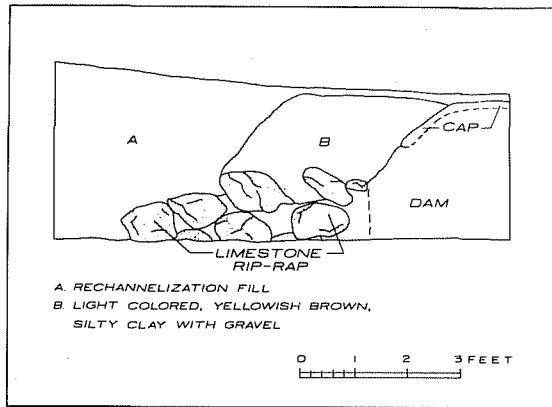 A
B
CAP
DAM
LIMESTONE
RIP-RAP
A. RECHANNELIZATION FILL
B. LIGHT COLORED, YELLOWISH BROWN,
SILTY CLAY WITH GRAVEL
0 1 2 3 FEET